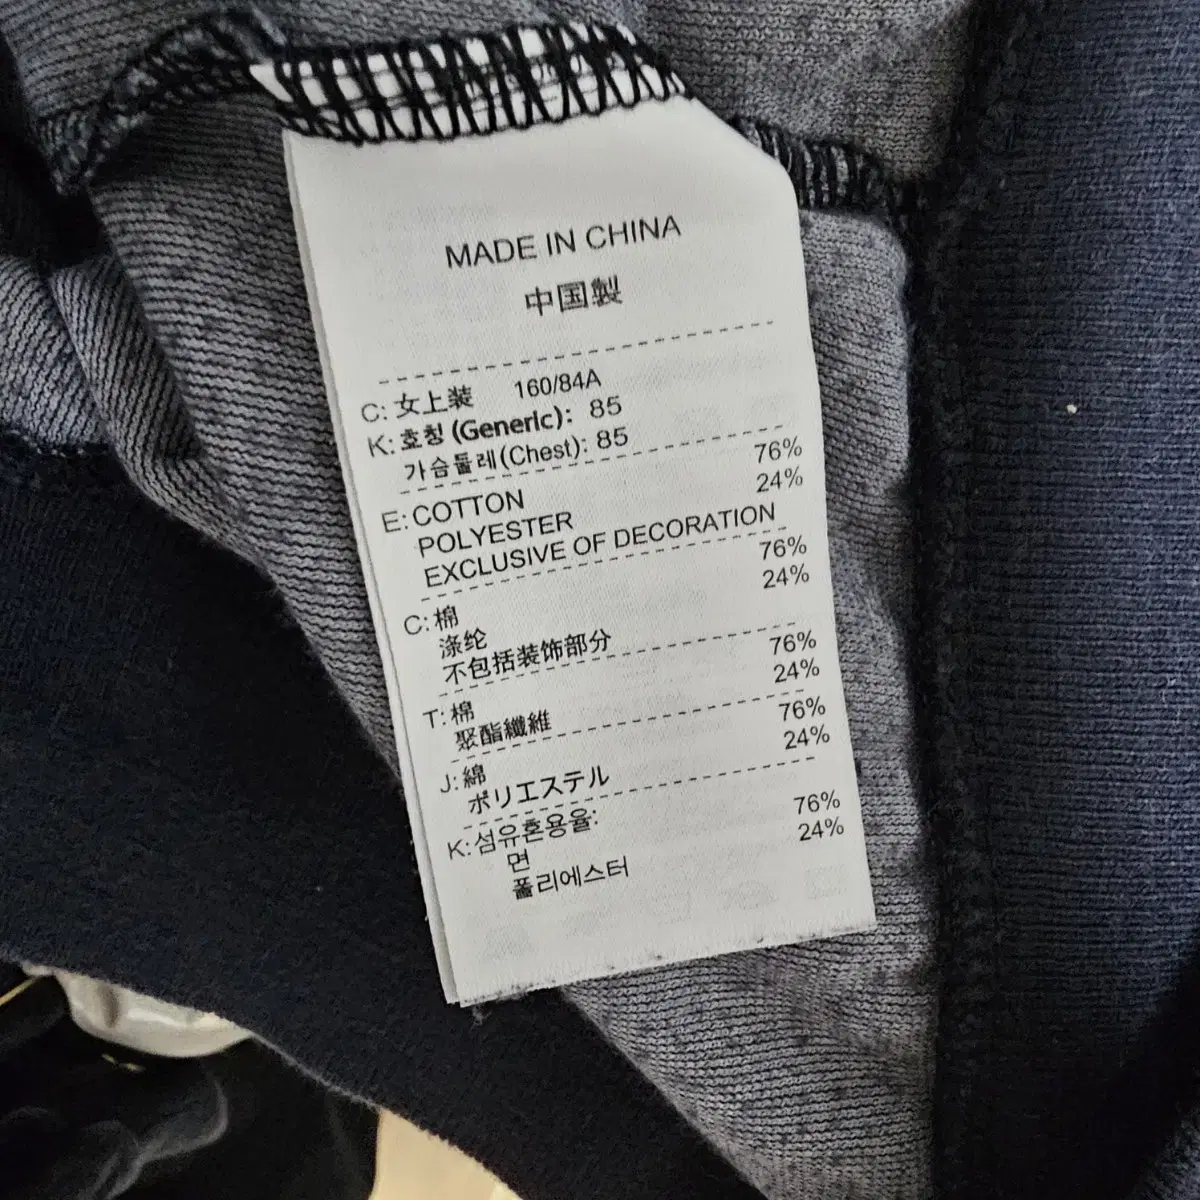 MADE IN CHINA
中国製
C: 女上装 160/84A
K: 호칭 (Generic): 85
가슴둘레(Chest): 85
E: COTTON 76%
POLYESTER 24%
EXCLUSIVE OF DECORATION
C: 棉 76%
涤纶 24%
不包括装饰部分
T: 棉 76%
聚酯纖維 24%
J: 綿 76%
ポリエステル 24%
K: 섬유혼용율:
면 76%
폴리에스터 24%